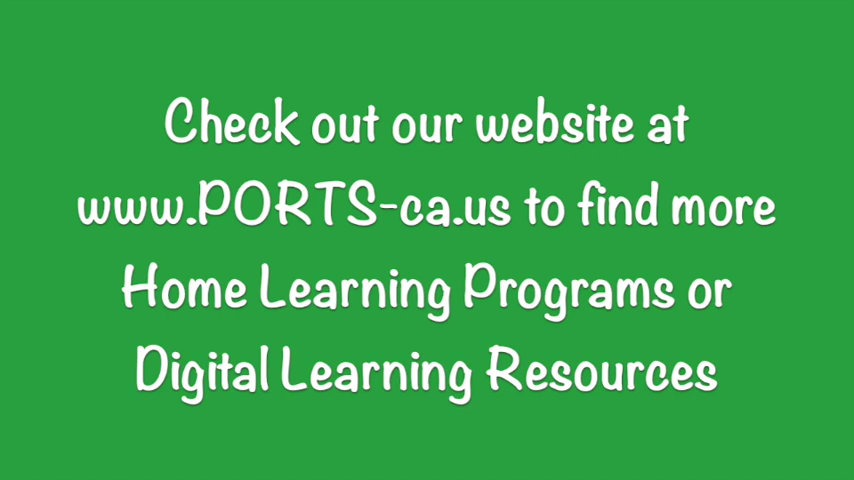 Check out our website at
www.PORTS-ca.us to find more
Home Learning Programs or
Digital Learning Resources